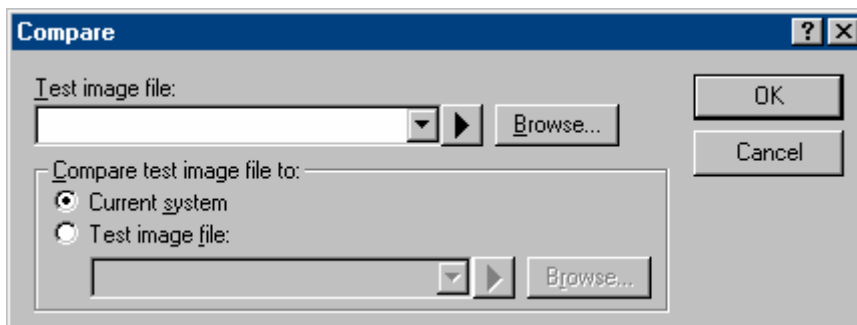 Compare
Test image file:
Browse...
OK
Cancel
Compare test image file to:
Current system
Test image file:
Browse...